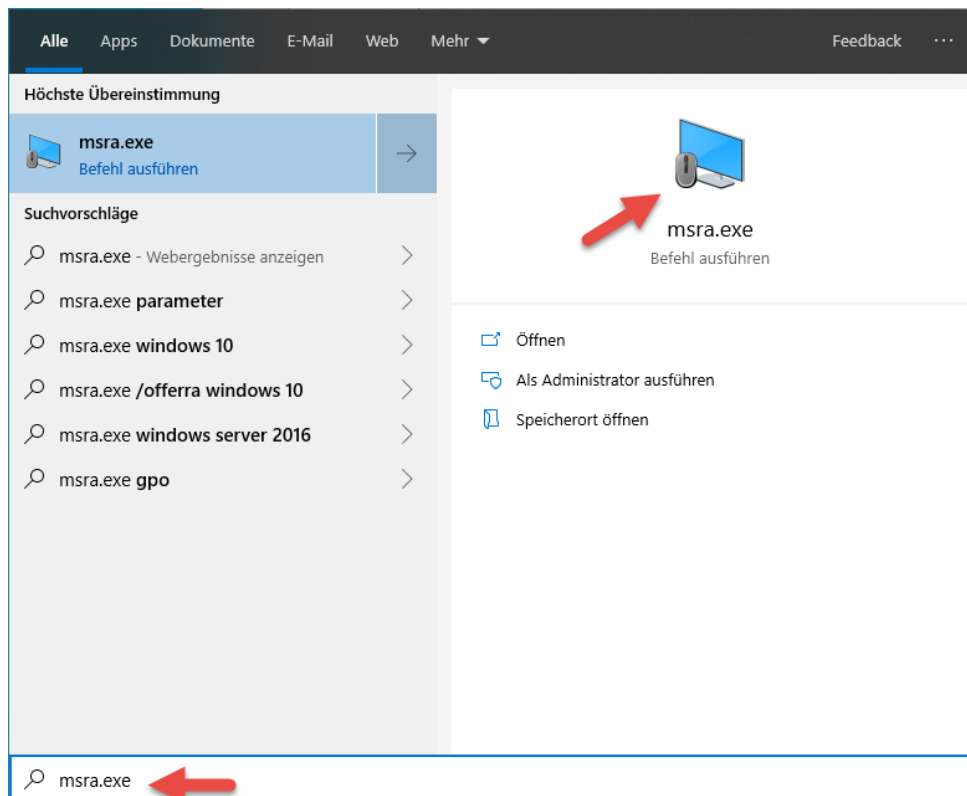 Alle Apps Dokumente E-Mail Web Mehr Feedback ...
Höchste Übereinstimmung
msra.exe
Befehl ausführen
Suchvorschläge
msra.exe - Webergebnisse anzeigen
msra.exe parameter
msra.exe windows 10
msra.exe /offerra windows 10
msra.exe windows server 2016
msra.exe gpo
msra.exe
Befehl ausführen
Öffnen
Als Administrator ausführen
Speicherort öffnen
msra.exe